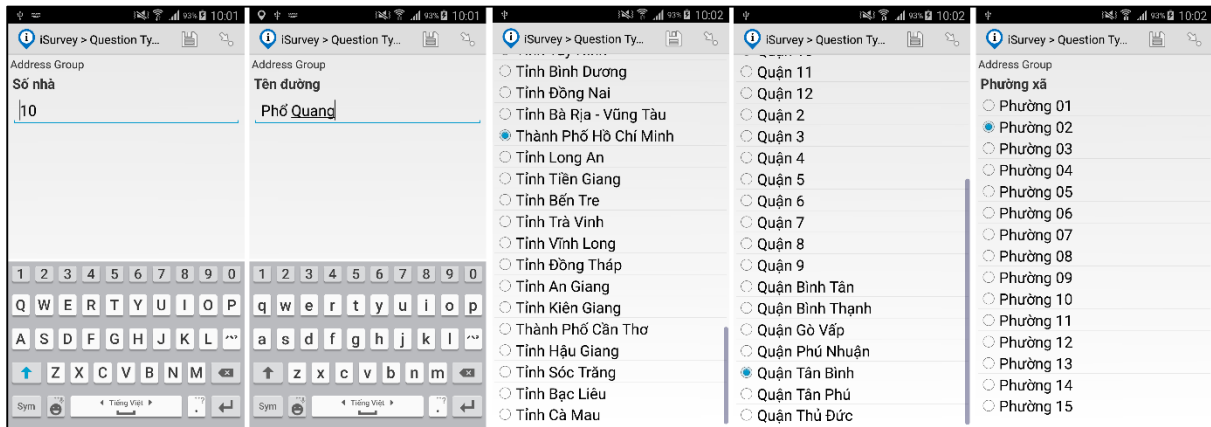 93% 10:01
iSurvey > Question Ty...
Address Group
Số nhà
10
1 2 3 4 5 6 7 8 9 0
Q W E R T Y U I O P
A S D F G H J K L
Z X C V B N M
Sym Tiếng Việt
93% 10:01
iSurvey > Question Ty...
Address Group
Tên đường
Phổ Quang
1 2 3 4 5 6 7 8 9 0
q w e r t y u i o p
a s d f g h j k l
z x c v b n m
Sym Tiếng Việt
93% 10:02
iSurvey > Question Ty...
Tỉnh Bình Dương
Tỉnh Đồng Nai
Tỉnh Bà Rịa - Vũng Tàu
Thành Phố Hồ Chí Minh
Tỉnh Long An
Tỉnh Tiền Giang
Tỉnh Bến Tre
Tỉnh Trà Vinh
Tỉnh Vĩnh Long
Tỉnh Đồng Tháp
Tỉnh An Giang
Tỉnh Kiên Giang
Thành Phố Cần Thơ
Tỉnh Hậu Giang
Tỉnh Sóc Trăng
Tỉnh Bạc Liêu
Tỉnh Cà Mau
93% 10:02
iSurvey > Question Ty...
Quận 11
Quận 12
Quận 2
Quận 3
Quận 4
Quận 5
Quận 6
Quận 7
Quận 8
Quận 9
Quận Bình Tân
Quận Bình Thạnh
Quận Gò Vấp
Quận Phú Nhuận
Quận Tân Bình
Quận Tân Phú
Quận Thủ Đức
93% 10:02
iSurvey > Question Ty...
Address Group
Phường xã
Phường 01
Phường 02
Phường 03
Phường 04
Phường 05
Phường 06
Phường 07
Phường 08
Phường 09
Phường 10
Phường 11
Phường 12
Phường 13
Phường 14
Phường 15